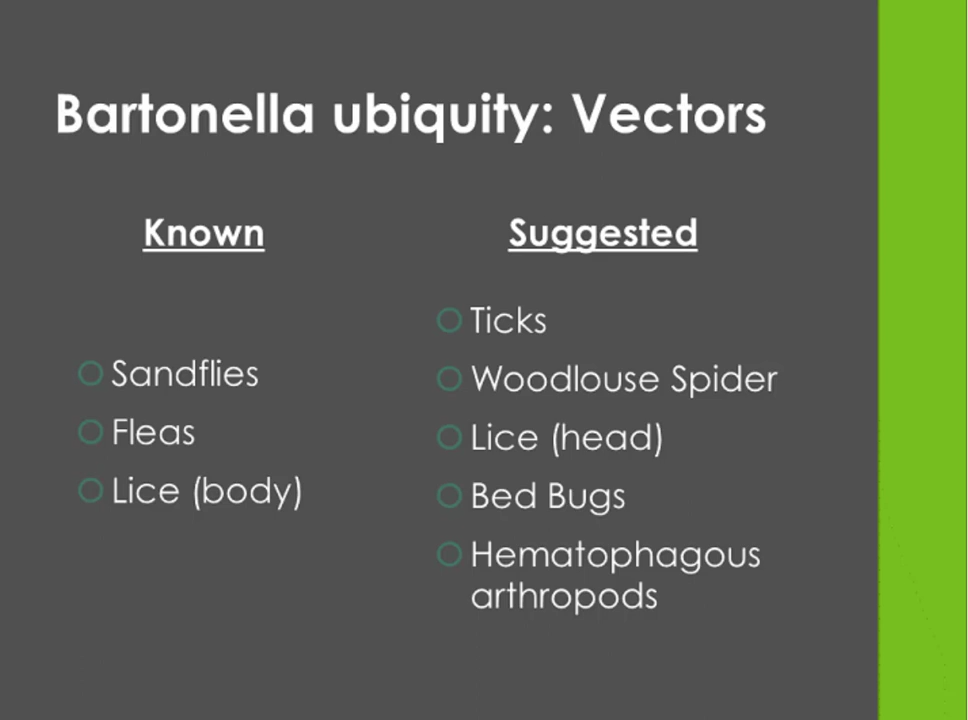 Bartonella ubiquity: Vectors
Known
Sandflies
Fleas
Lice (body)
Suggested
Ticks
Woodlouse Spider
Lice (head)
Bed Bugs
Hematophagous
arthropods